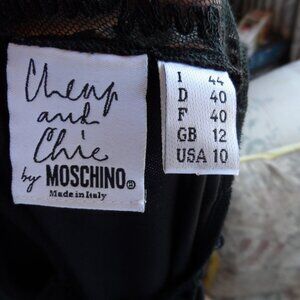 Cheap
and
Chic
by MOSCHINO®
Made in Italy
I 44
D 40
F 40
GB 12
USA 10